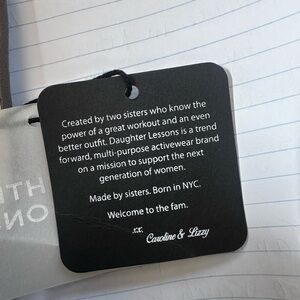 Created by two sisters who know the
power of a great workout and an even
better outfit. Daughter Lessons is a trend
forward, multi-purpose activewear brand
on a mission to support the next
generation of women.
Made by sisters. Born in NYC.
Welcome to the fam.
xx.
Caroline & Lizzy